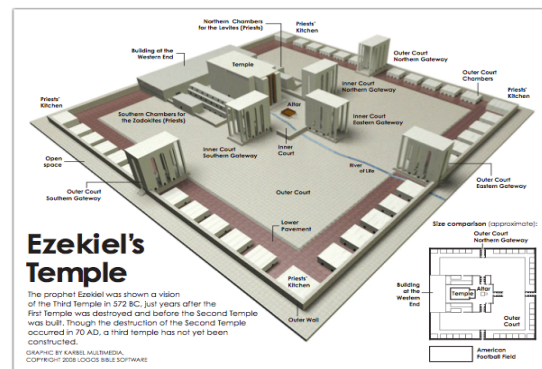 Northern Chambers
for the Levites (Priests)
Priests'
Kitchen
Building at the
Western End
Temple
Outer Court
Northern Gateway
Inner Court
Northern Gateway
Outer Court
Chambers
Priests'
Kitchen
Priests'
Kitchen
Altar
Southern Chambers for
the Zadokites (Priests)
Inner Court
Eastern Gateway
Inner Court
Southern Gateway
Inner
Court
Open
space
River
of Life
Outer Court
Southern Gateway
Outer Court
Outer Court
Eastern Gateway
Lower
Pavement
Priests'
Kitchen
Outer Wall
Ezekiel's
Temple
The prophet Ezekiel was shown a vision
of the Third Temple in 572 BC, just years after the
First Temple was destroyed and before the Second Temple
was built. Though the destruction of the Second Temple
occurred in 70 AD, a third temple has not yet been
constructed.
GRAPHIC BY KARBEL MULTIMEDIA,
COPYRIGHT 2008 LOGOS BIBLE SOFTWARE
Size comparison (approximate):
Outer Court
Northern Gateway
Building
at the
Western
End
Temple
Altar
Outer
Court
American
Football Field